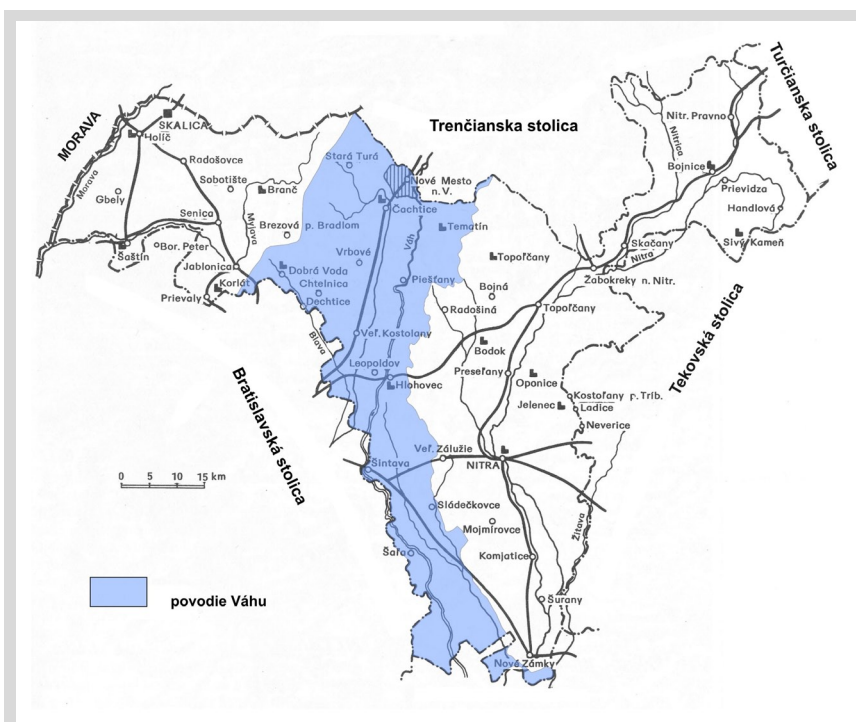 MORAVA
Trenčianska stolica
Turčianska stolica
Tekovská stolica
Bratislavská stolica
SKALICA
Holíč
Radošovce
Sobotište
Morava
Gbely
Branč
Senica
Myjava
Šaštín
Bor. Peter
Jablonica
Korlát
Prievaly
Stará Turá
Nové Mesto
n. V.
Čachtice
Brezová p. Bradlom
Váh
Tematín
Vrbové
Dobrá Voda
Chtelnica
Dechtice
Piešťany
Blava
Veľ. Kostolany
Leopoldov
Hlohovec
Topoľčany
Bojná
Radošina
Topoľčany
Bodok
Preseľany
Oponice
Jelenec
Kostoľany p. Tríb.
Ladice
Neverice
Nitr. Pravno
Nitrica
Bojnice
Prievidza
Handlová
Skačany
Nitra
Sivý Kameň
Žabokreky n. Nitr.
Veľ. Zálužie
NITRA
Šintava
Sládečkovce
Mojmírovce
Žitava
Šaľa
Komjatice
Šurany
Nové Zámky
0 5 10 15 km
povodie Váhu